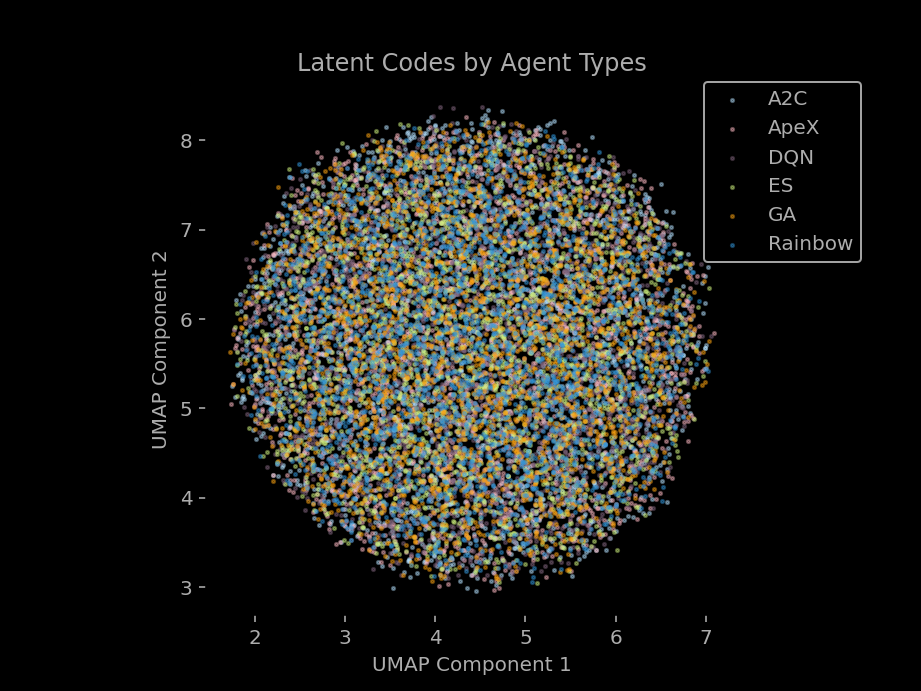 Latent Codes by Agent Types
A2C
ApeX
DQN
ES
GA
Rainbow
8
7
6
5
4
3
UMAP Component 2
2 3 4 5 6 7
UMAP Component 1